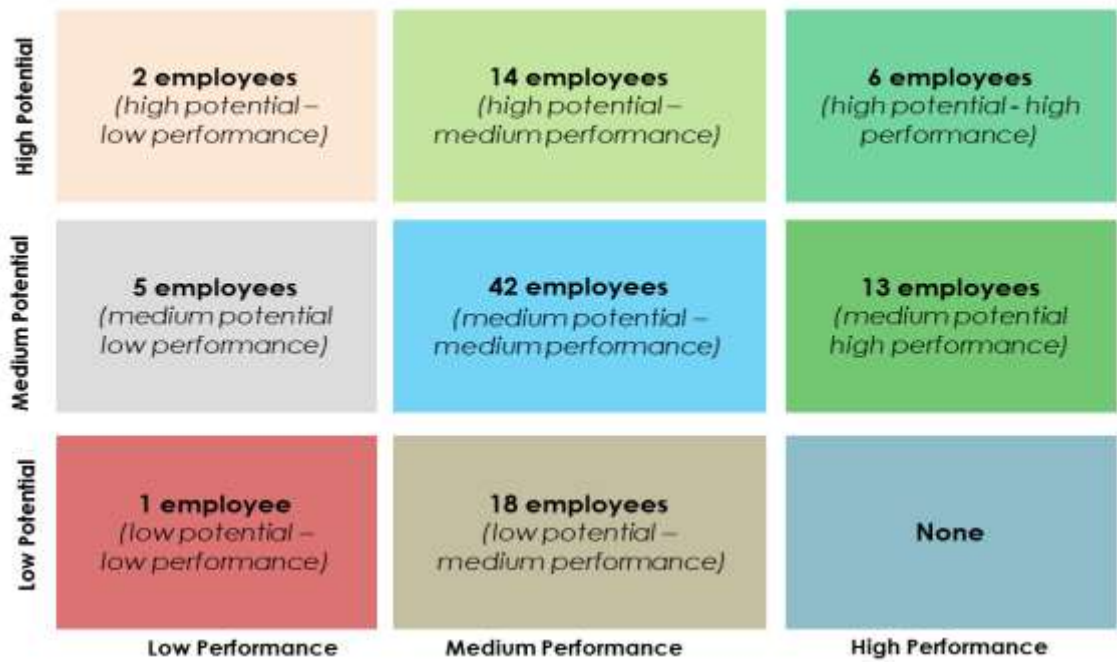 High Potential
2 employees
(high potential –
low performance)
14 employees
(high potential –
medium performance)
6 employees
(high potential - high
performance)
Medium Potential
5 employees
(medium potential
low performance)
42 employees
(medium potential –
medium performance)
13 employees
(medium potential
high performance)
Low Potential
1 employee
(low potential –
low performance)
18 employees
(low potential –
medium performance)
None
Low Performance
Medium Performance
High Performance